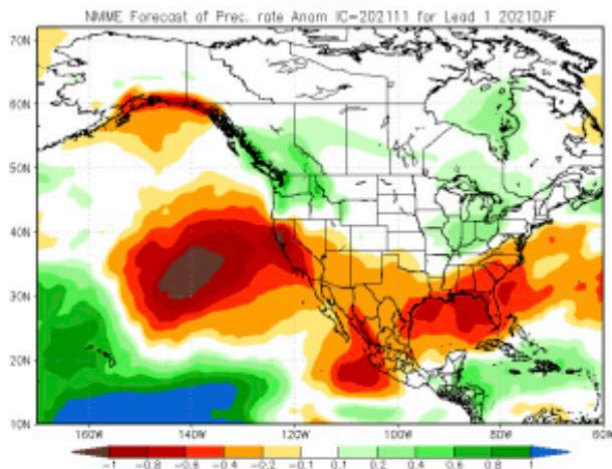 NMME Forecast of Prec. rate Anom IC=202111 for Lead 1 2021DJF
70N
60N
50N
40N
30N
20N
10N
160W 140W 120W 100W 80W 60W
-1 -0.8 -0.6 -0.4 -0.2 -0.1 0.1 0.2 0.4 0.6 0.8